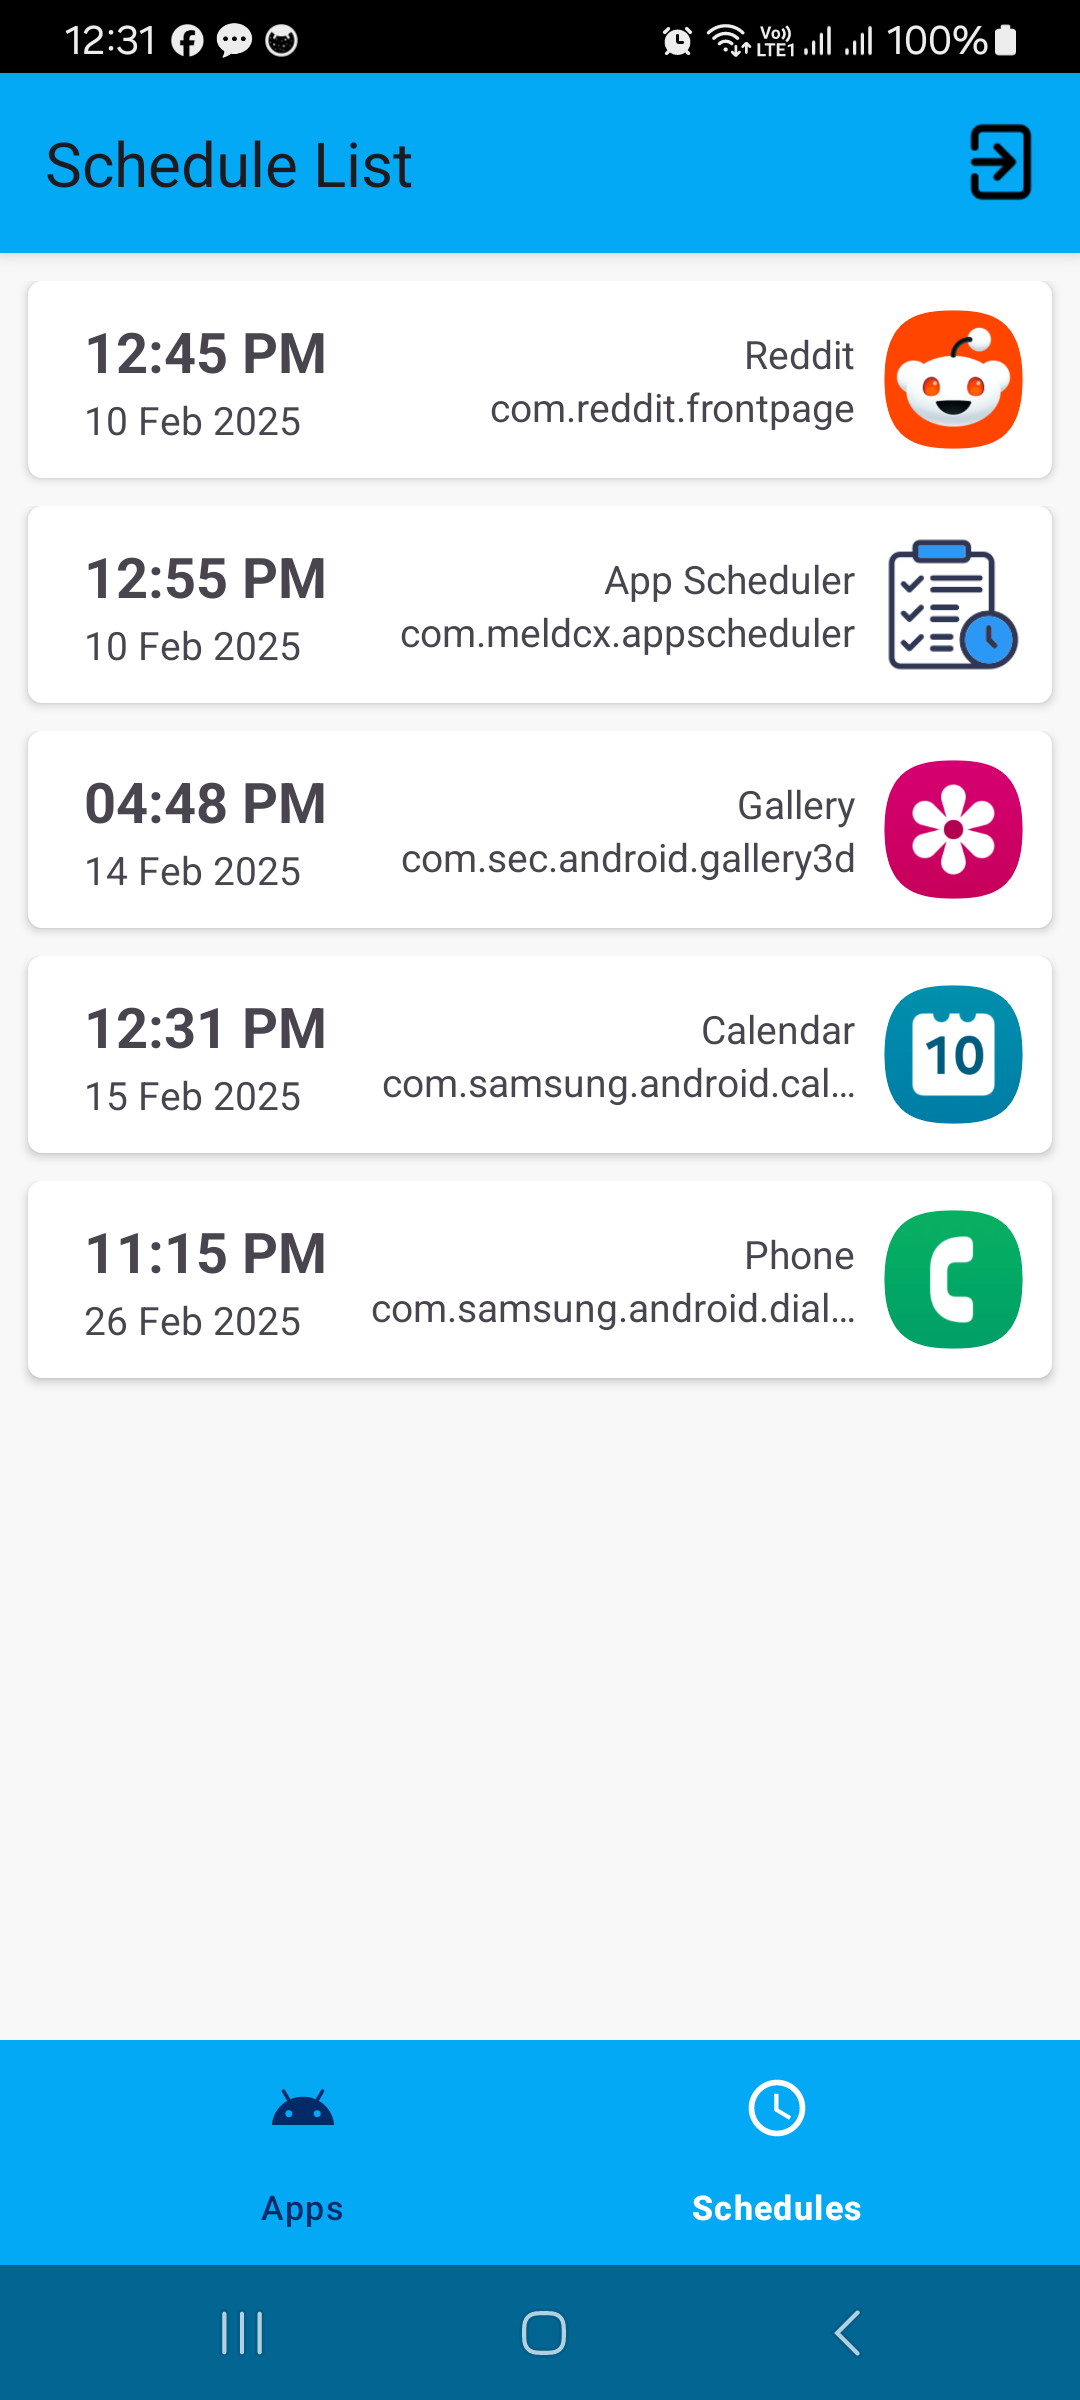 12:31 Vo)) LTE1 100%
Schedule List
12:45 PM
10 Feb 2025
Reddit
com.reddit.frontpage
12:55 PM
10 Feb 2025
App Scheduler
com.meldcx.appscheduler
04:48 PM
14 Feb 2025
Gallery
com.sec.android.gallery3d
12:31 PM
15 Feb 2025
Calendar
com.samsung.android.cal...
10
11:15 PM
26 Feb 2025
Phone
com.samsung.android.dial...
Apps
Schedules